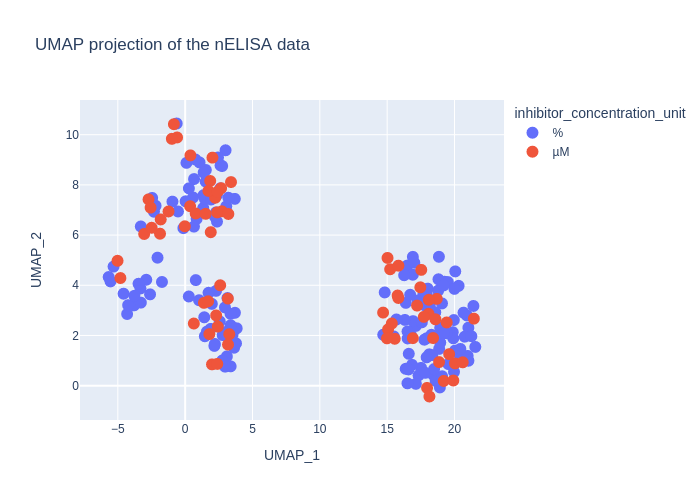 UMAP projection of the nELISA data
inhibitor_concentration_unit
%
µM
10
8
6
4
2
0
−5
0
5
10
15
20
UMAP_1
UMAP_2